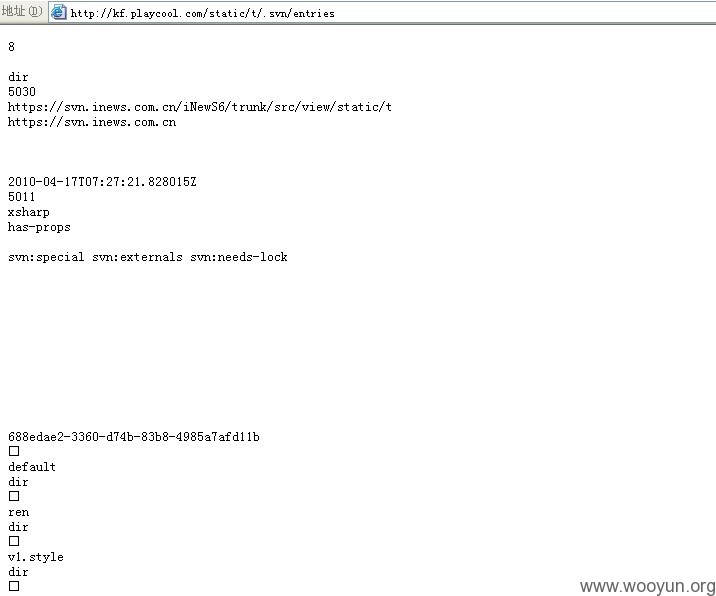 地址(D) http://kf.playcool.com/static/t/.svn/entries
8
dir
5030
https://svn.inews.com.cn/iNewS6/trunk/src/view/static/t
https://svn.inews.com.cn
2010-04-17T07:27:21.828015Z
5011
xsharp
has-props
svn:special svn:externals svn:needs-lock
688edae2-3360-d74b-83b8-4985a7afd11b
default
dir
ren
dir
v1.style
dir
www.wooyun.org